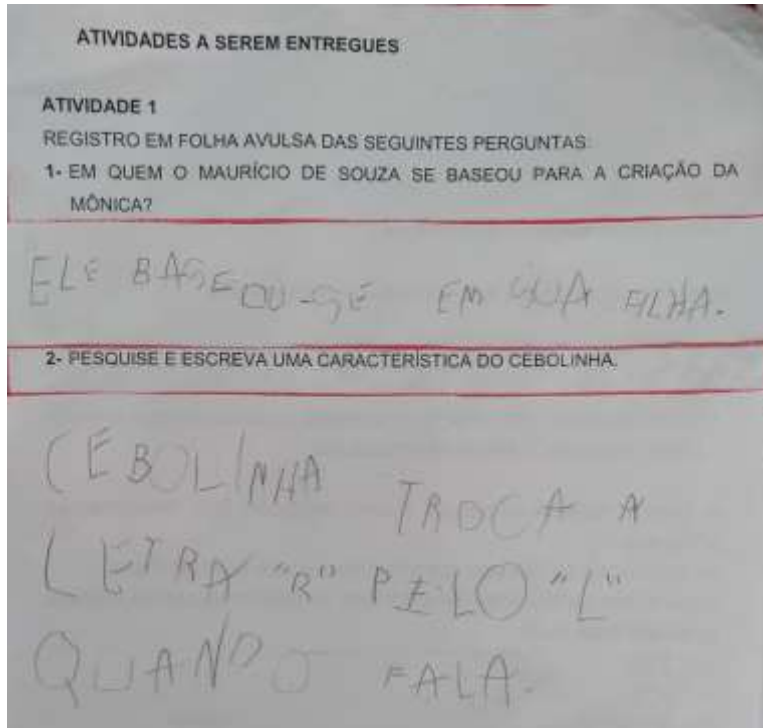 ATIVIDADES A SEREM ENTREGUES
ATIVIDADE 1
REGISTRO EM FOLHA AVULSA DAS SEGUINTES PERGUNTAS:
1- EM QUEM O MAURÍCIO DE SOUZA SE BASEOU PARA A CRIAÇÃO DA
MÔNICA?
ELE BASEOU-SE EM SUA FILHA.
2- PESQUISE E ESCREVA UMA CARACTERÍSTICA DO CEBOLINHA.
CEBOLINHA TROCA A
LETRA "R" PELO "L"
QUANDO FALA.